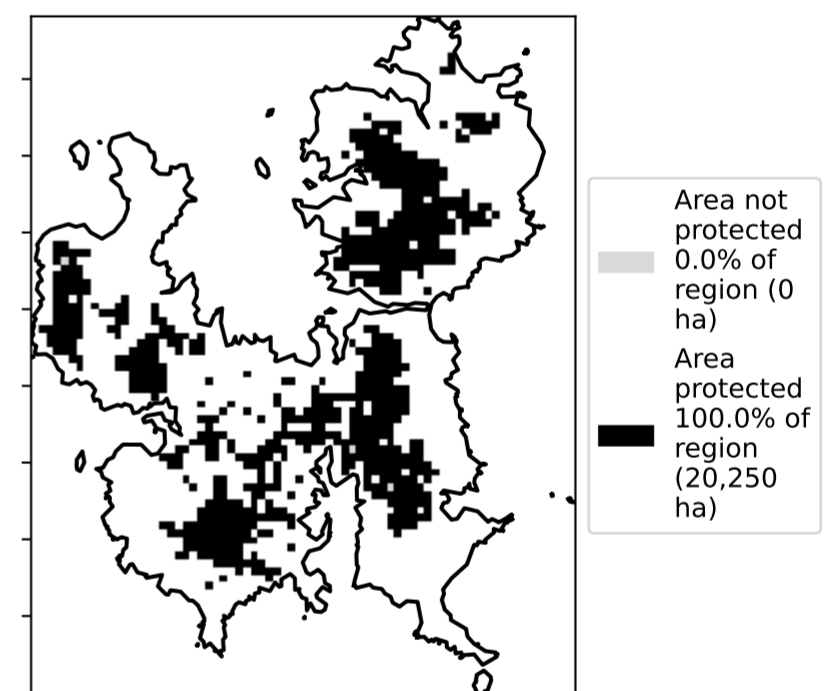 Area not
protected
0.0% of
region (0
ha)
Area
protected
100.0% of
region
(20,250
ha)